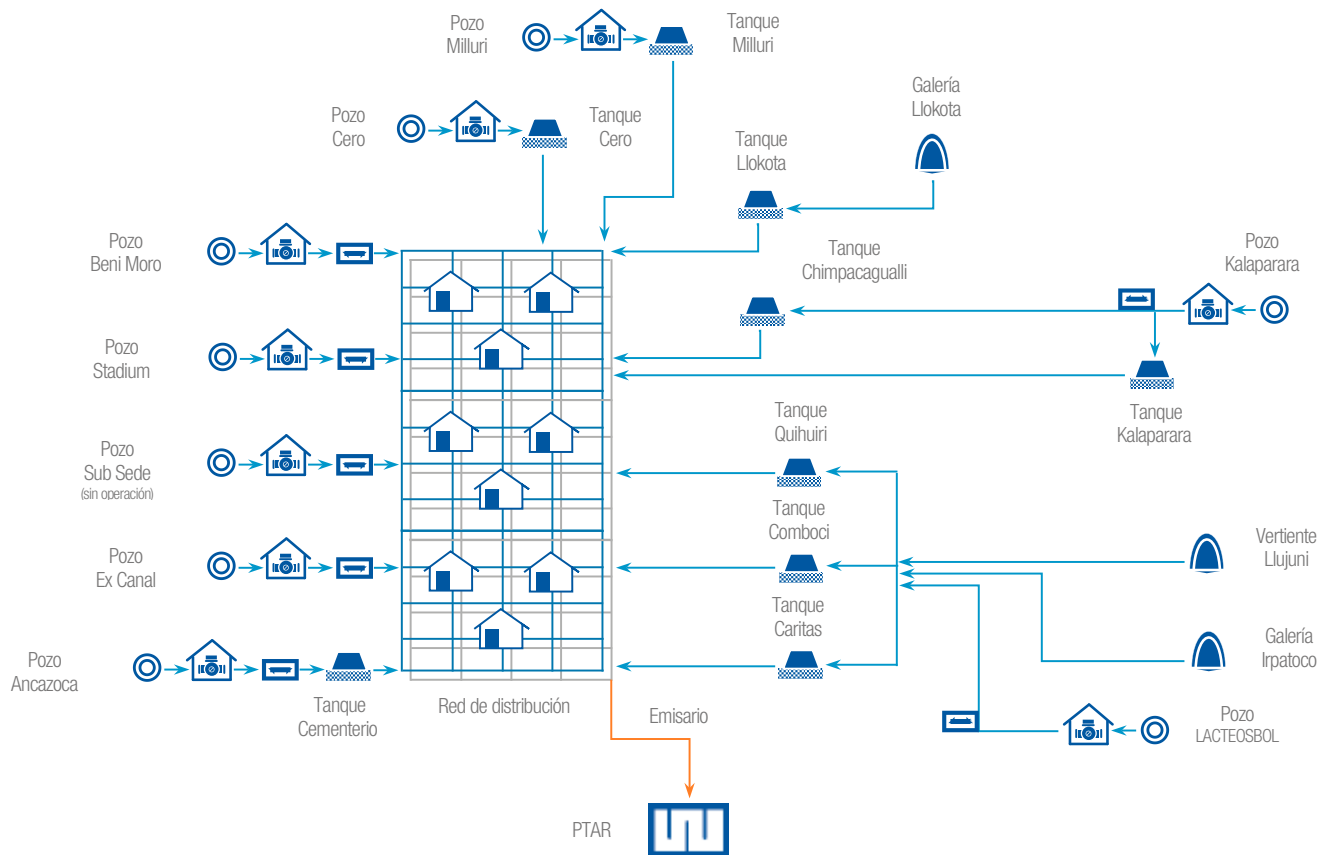 Pozo
Milluri
Tanque
Milluri
Pozo
Cero
Tanque
Cero
Galería
Llokota
Tanque
Llokota
Pozo
Beni Moro
Tanque
Chimpacagualli
Pozo
Kalaparara
Pozo
Stadium
Tanque
Kalaparara
Tanque
Quihuiri
Pozo
Sub Sede
(sin operación)
Tanque
Comboci
Vertiente
Llujuni
Pozo
Ex Canal
Tanque
Caritas
Galería
Irpatoco
Pozo
Ancazoca
Tanque
Cementerio
Red de distribución
Emisario
Pozo
LACTEOSBOL
PTAR